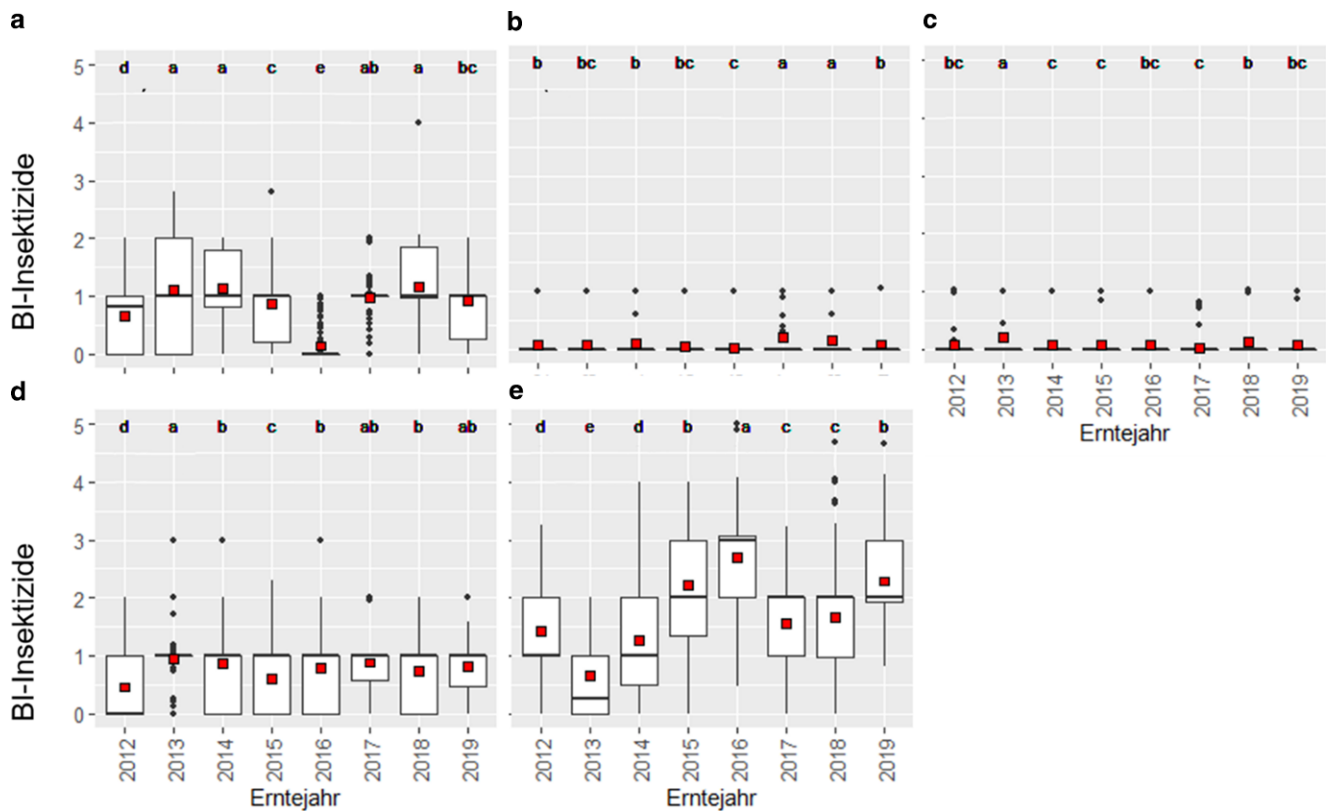 a
b
c
d a a c e ab a bc
b bc b bc c a a b
bc a c c bc c b bc
5
4
3
2
1
0
BI-Insektizide
2012 2013 2014 2015 2016 2017 2018 2019
Erntejahr
d
e
d a b c b ab b ab
d e d b a c c b
5
4
3
2
1
0
BI-Insektizide
2012 2013 2014 2015 2016 2017 2018 2019
2012 2013 2014 2015 2016 2017 2018 2019
Erntejahr
Erntejahr